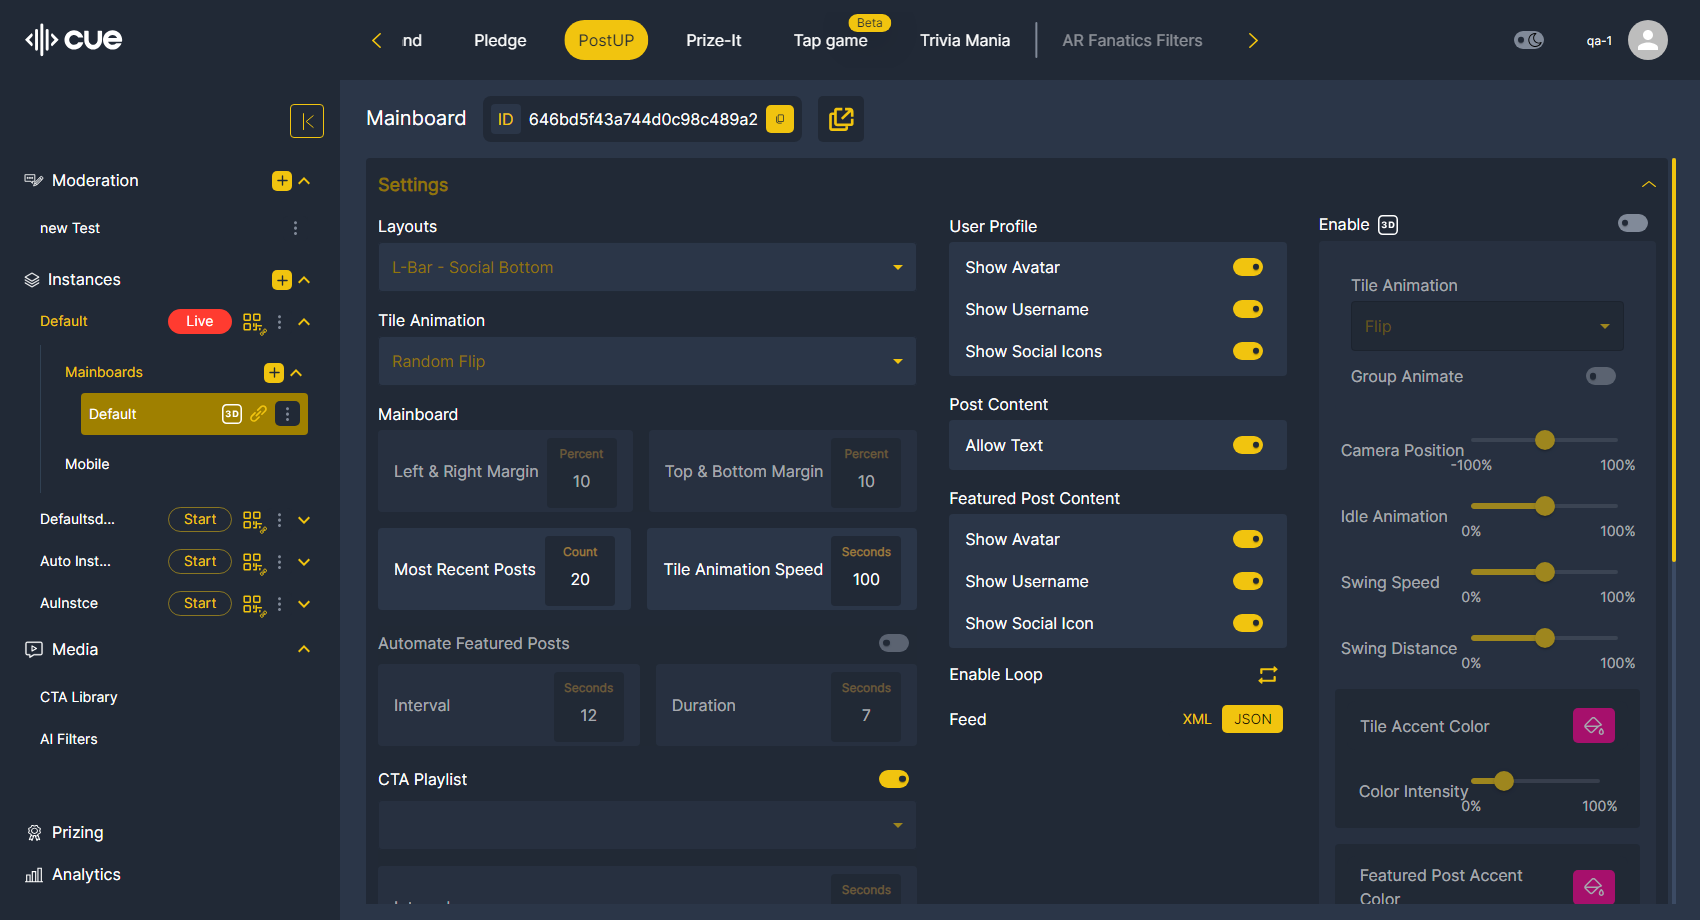 cue
nd
Pledge
PostUP
Prize-It
Beta
Tap game
Trivia Mania
AR Fanatics Filters
qa-1
Moderation
new Test
Instances
Default
Live
Mainboards
Default
3D
Mobile
Defaultsd...
Start
Auto Inst...
Start
AuInstce
Start
Media
CTA Library
AI Filters
Prizing
Analytics
Mainboard
ID 646bd5f43a744d0c98c489a2
Settings
Layouts
L-Bar - Social Bottom
Tile Animation
Random Flip
Mainboard
Left & Right Margin
Percent
10
Top & Bottom Margin
Percent
10
Most Recent Posts
Count
20
Tile Animation Speed
Seconds
100
Automate Featured Posts
Interval
Seconds
12
Duration
Seconds
7
CTA Playlist
Seconds
User Profile
Show Avatar
Show Username
Show Social Icons
Post Content
Allow Text
Featured Post Content
Show Avatar
Show Username
Show Social Icon
Enable Loop
Feed
XML
JSON
Enable 3D
Tile Animation
Flip
Group Animate
Camera Position
-100%
100%
Idle Animation
0%
100%
Swing Speed
0%
100%
Swing Distance
0%
100%
Tile Accent Color
Color Intensity
0%
100%
Featured Post Accent
Color